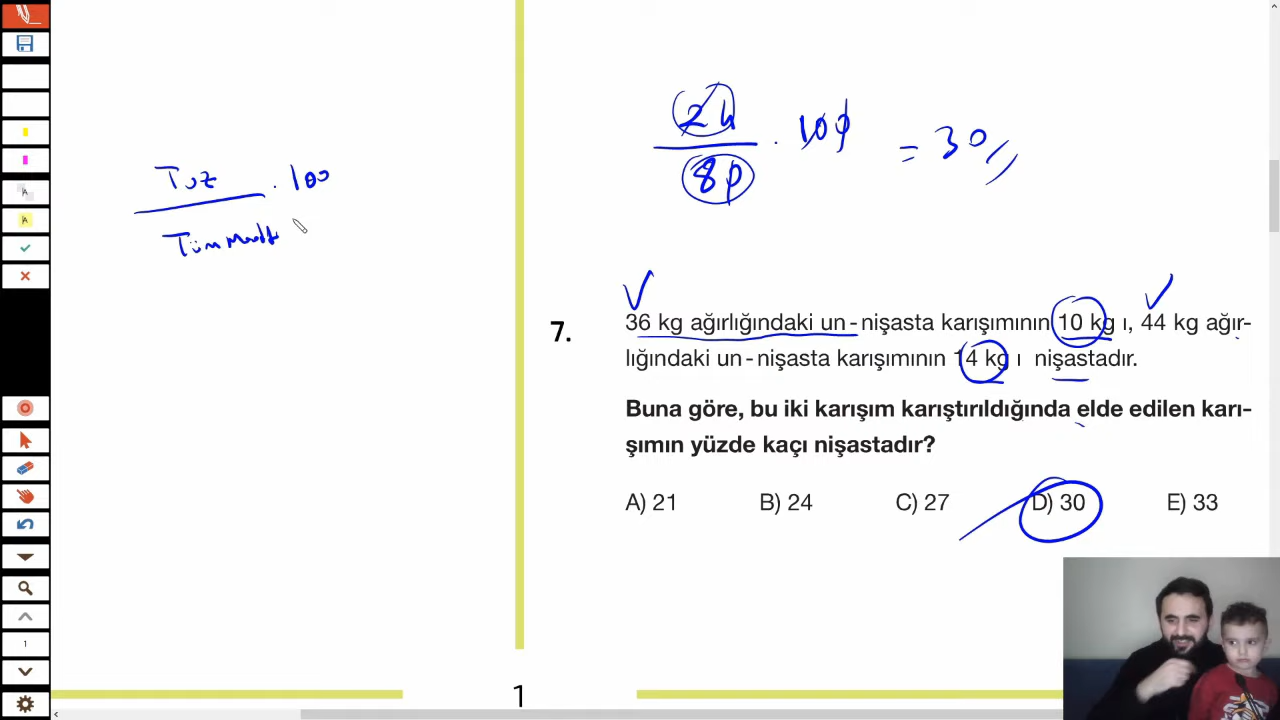 24
80 . 100 = 30
Tuz . 100
Tüm madde
7. 36 kg ağırlığındaki un-nişasta karışımının 10 kg ı, 44 kg ağır-
lığındaki un-nişasta karışımının 14 kg ı nişastadır.
Buna göre, bu iki karışım karıştırıldığında elde edilen karı-
şımın yüzde kaçı nişastadır?
A) 21 B) 24 C) 27 D) 30 E) 33
1
1